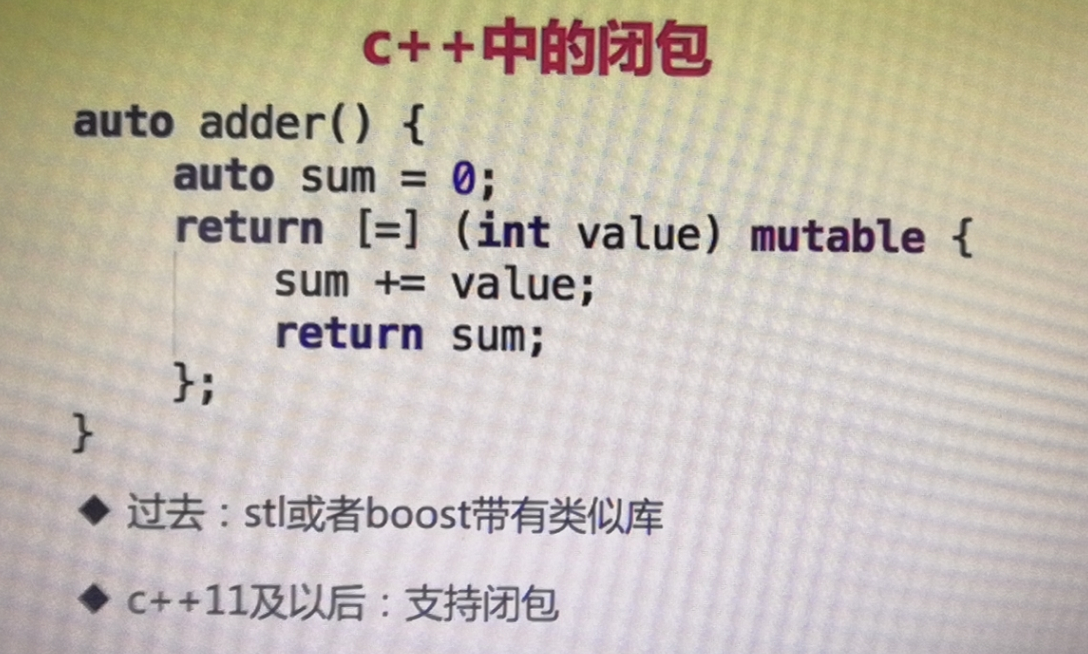 c++中的闭包
auto adder() {
    auto sum = 0;
    return [=] (int value) mutable {
        sum += value;
        return sum;
    };
}
◆ 过去：stl或者boost带有类似库
◆ c++11及以后：支持闭包